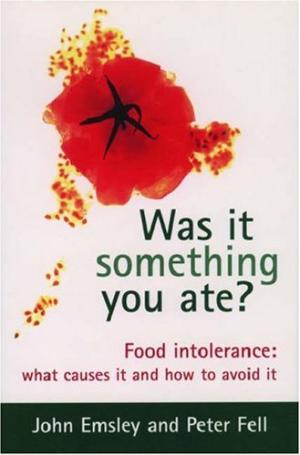 Was it
something
you ate?
Food intolerance:
what causes it and how to avoid it
John Emsley and Peter Fell